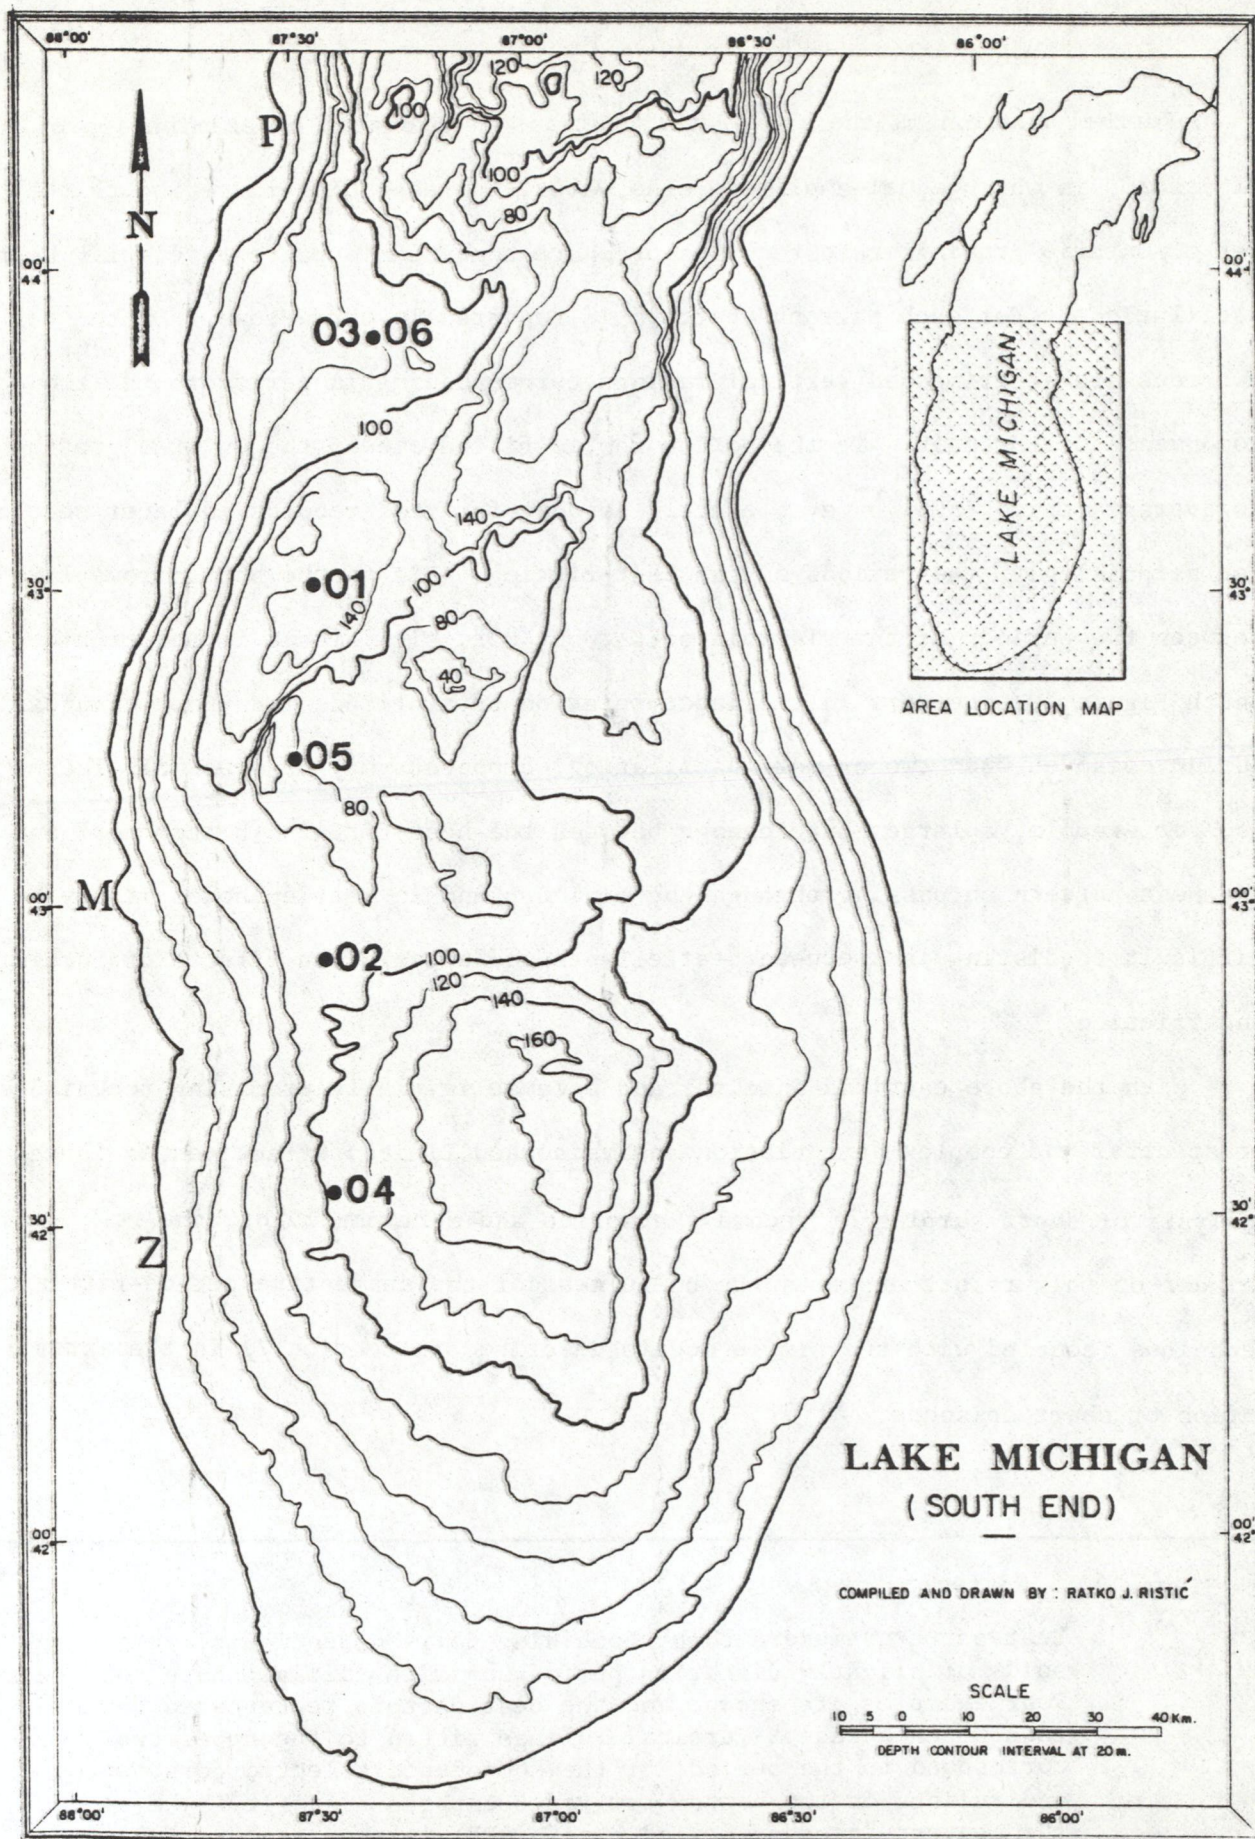 88°00' 87°30' 87°00' 86°30' 86°00'
120 120
100
P
100
80
N
00' 44° 00' 44°
03 06
LAKE MICHIGAN
100
140
30' 43° 01 100 30' 43°
140
80
40
AREA LOCATION MAP
05
80
M
00' 43° 00' 43°
02 100
120
140
160
04
30' 42° 30' 42°
Z
LAKE MICHIGAN
(SOUTH END)
00' 42° 00' 42°
COMPILED AND DRAWN BY : RATKO J. RISTIĆ
SCALE
10 5 0 10 20 30 40 Km.
DEPTH CONTOUR INTERVAL AT 20 m.
88°00' 87°30' 87°00' 86°30' 86°00'